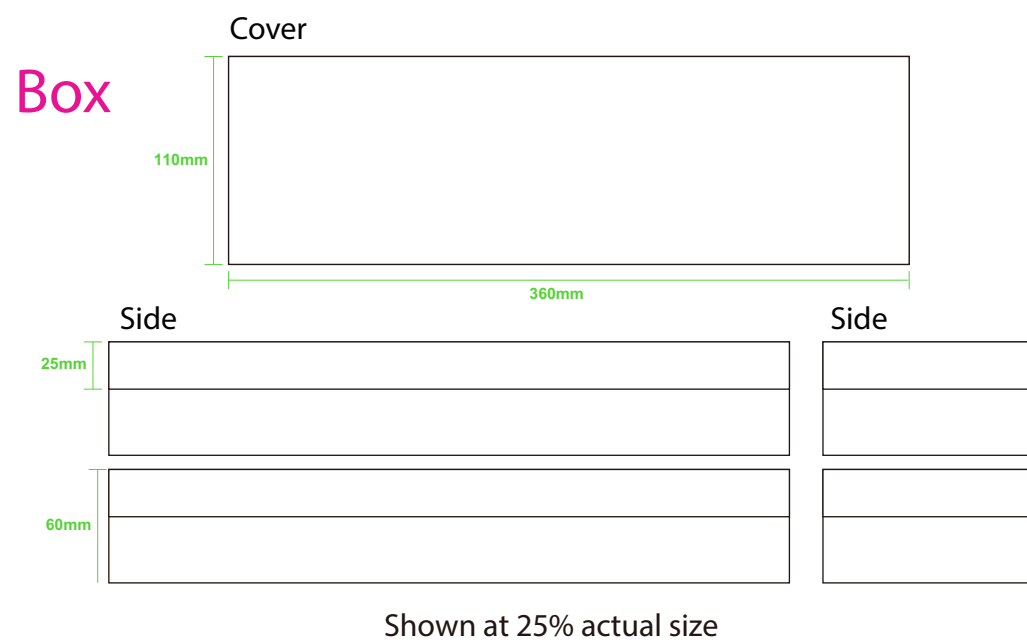 Cover
Box
110mm
360mm
Side
Side
25mm
60mm
Shown at 25% actual size